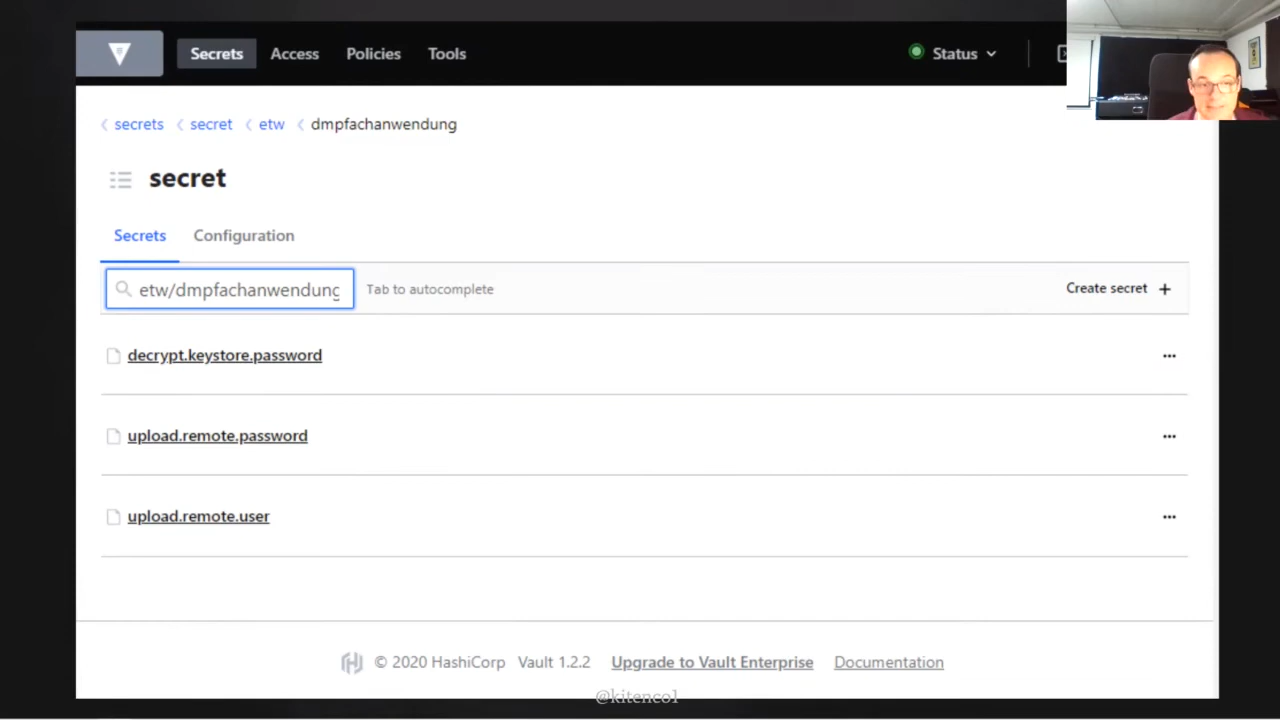 Secrets Access Policies Tools Status
secrets secret etw dmpfachanwendung
secret
Secrets Configuration
etw/dmpfachanwendung Tab to autocomplete Create secret +
decrypt.keystore.password
upload.remote.password
upload.remote.user
© 2020 HashiCorp Vault 1.2.2 Upgrade to Vault Enterprise Documentation
@kitenco1